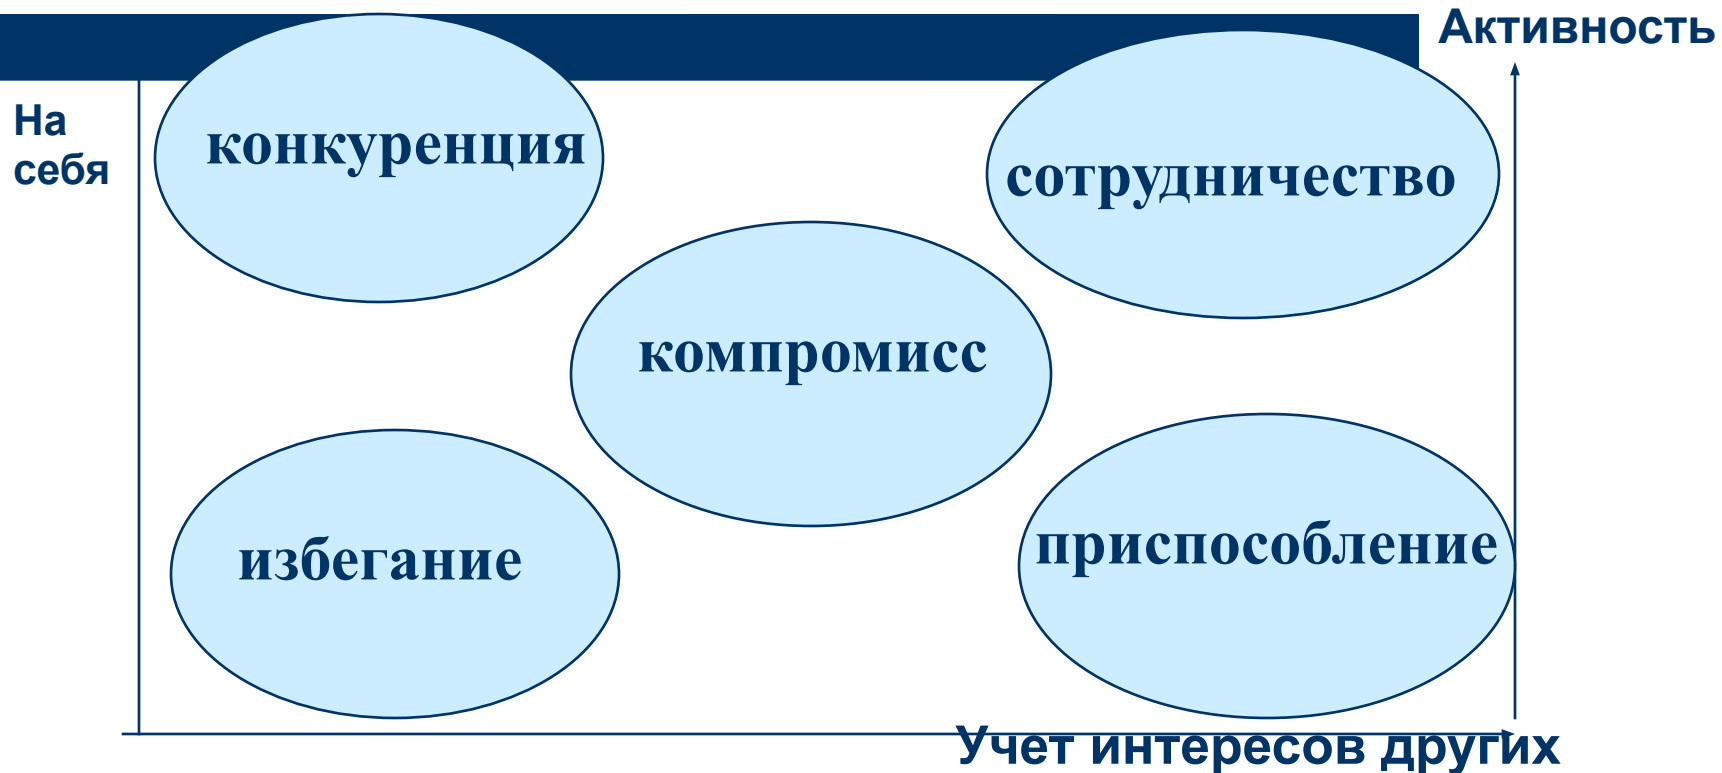 Активность
На
себя
конкуренция
сотрудничество
компромисс
избегание
приспособление
Учет интересов других